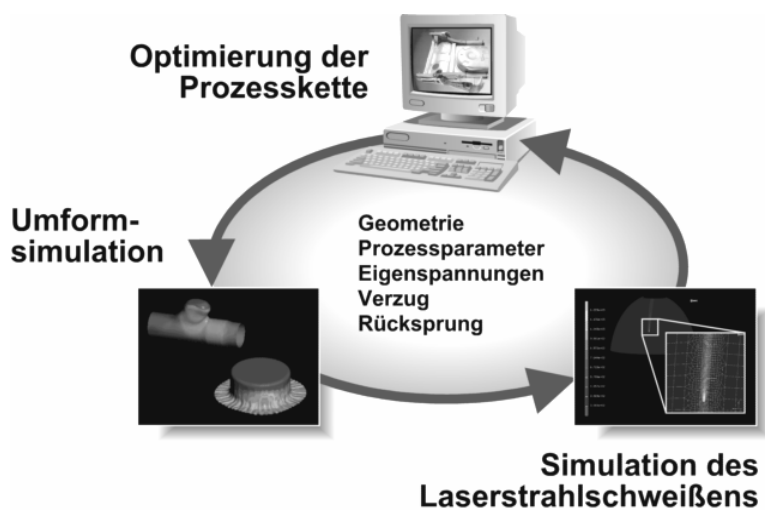 Optimierung der
Prozesskette
Umform-
simulation
Geometrie
Prozessparameter
Eigenspannungen
Verzug
Rücksprung
Simulation des
Laserstrahlschweißens